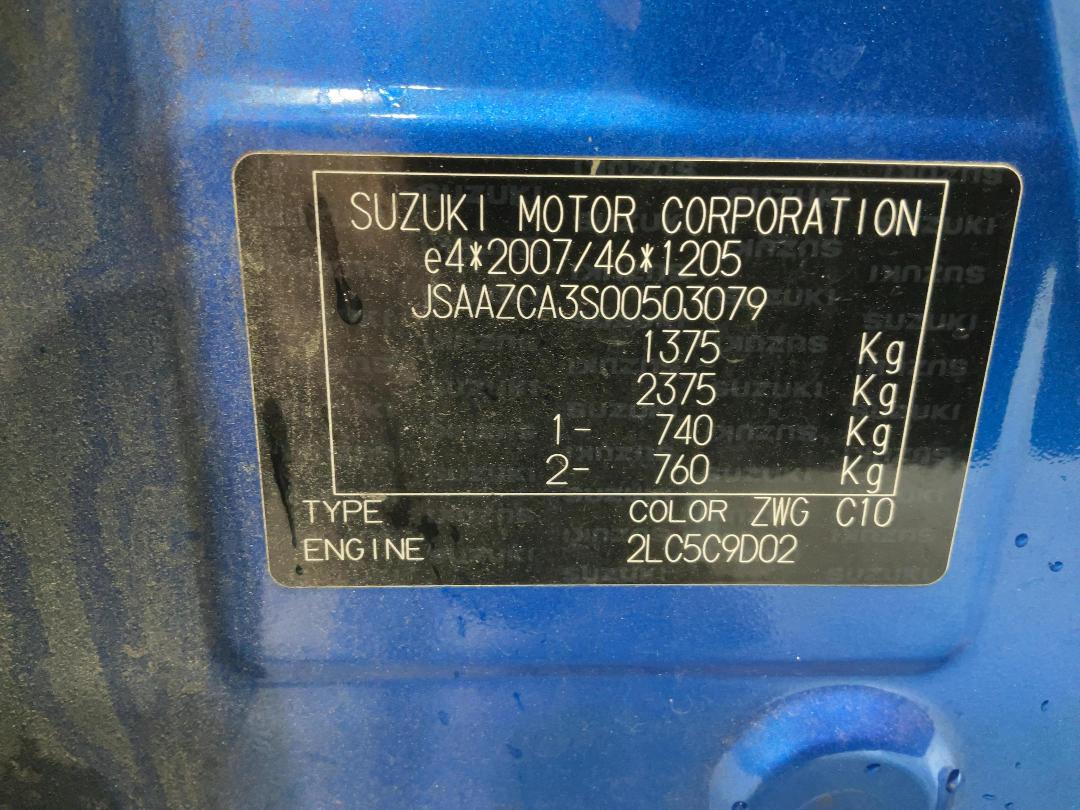 SUZUKI MOTOR CORPORATION
e4*2007/46*1205
JSAAZCA3S00503079
1375 Kg
2375 Kg
1- 740 Kg
2- 760 Kg
TYPE COLOR ZWG C10
ENGINE 2LC5C9D02